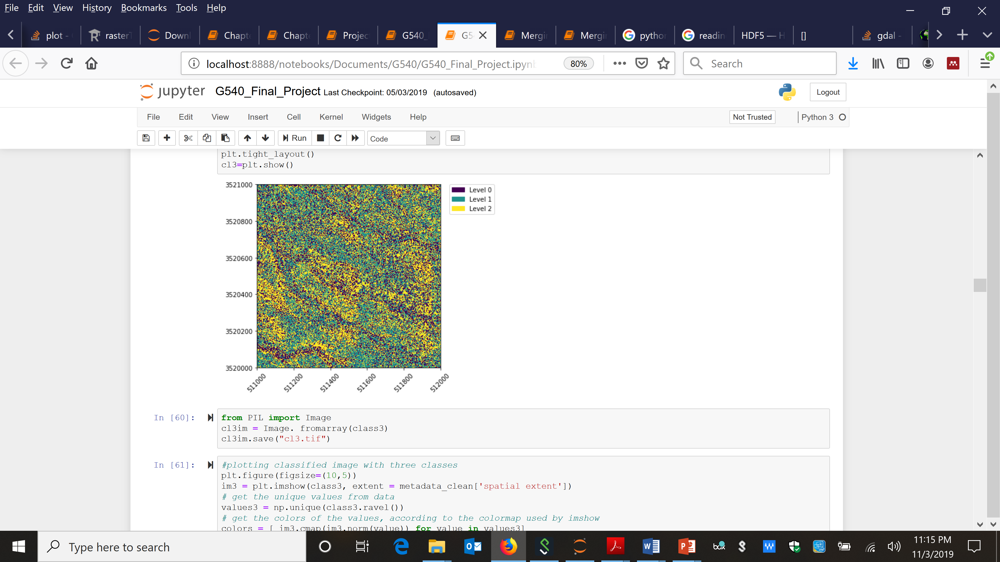 File Edit View History Bookmarks Tools Help
plot - raster Downl Chapt Chapt Projec G540_ G5 Mergin Mergin python readin HDF5 — H [] gdal -
localhost:8888/notebooks/Documents/G540/G540_Final_Project.ipynb 80% Search
jupyter G540_Final_Project Last Checkpoint: 05/03/2019 (autosaved) Logout
File Edit View Insert Cell Kernel Widgets Help Not Trusted Python 3
Run Code
plt.tight_layout()
cl3=plt.show()
3521000
Level 0
Level 1
Level 2
3520800
3520600
3520400
3520200
3520000
511000 511200 511400 511600 511800 512000
In [60]: from PIL import Image
cl3im = Image. fromarray(class3)
cl3im.save("cl3.tif")
In [61]: #plotting classified image with three classes
plt.figure(figsize=(10,5))
im3 = plt.imshow(class3, extent = metadata_clean['spatial extent'])
# get the unique values from data
values3 = np.unique(class3.ravel())
# get the colors of the values, according to the colormap used by imshow
colors = [ im3.cmap(im3.norm(value)) for value in values3]
Type here to search
box
11:15 PM
11/3/2019